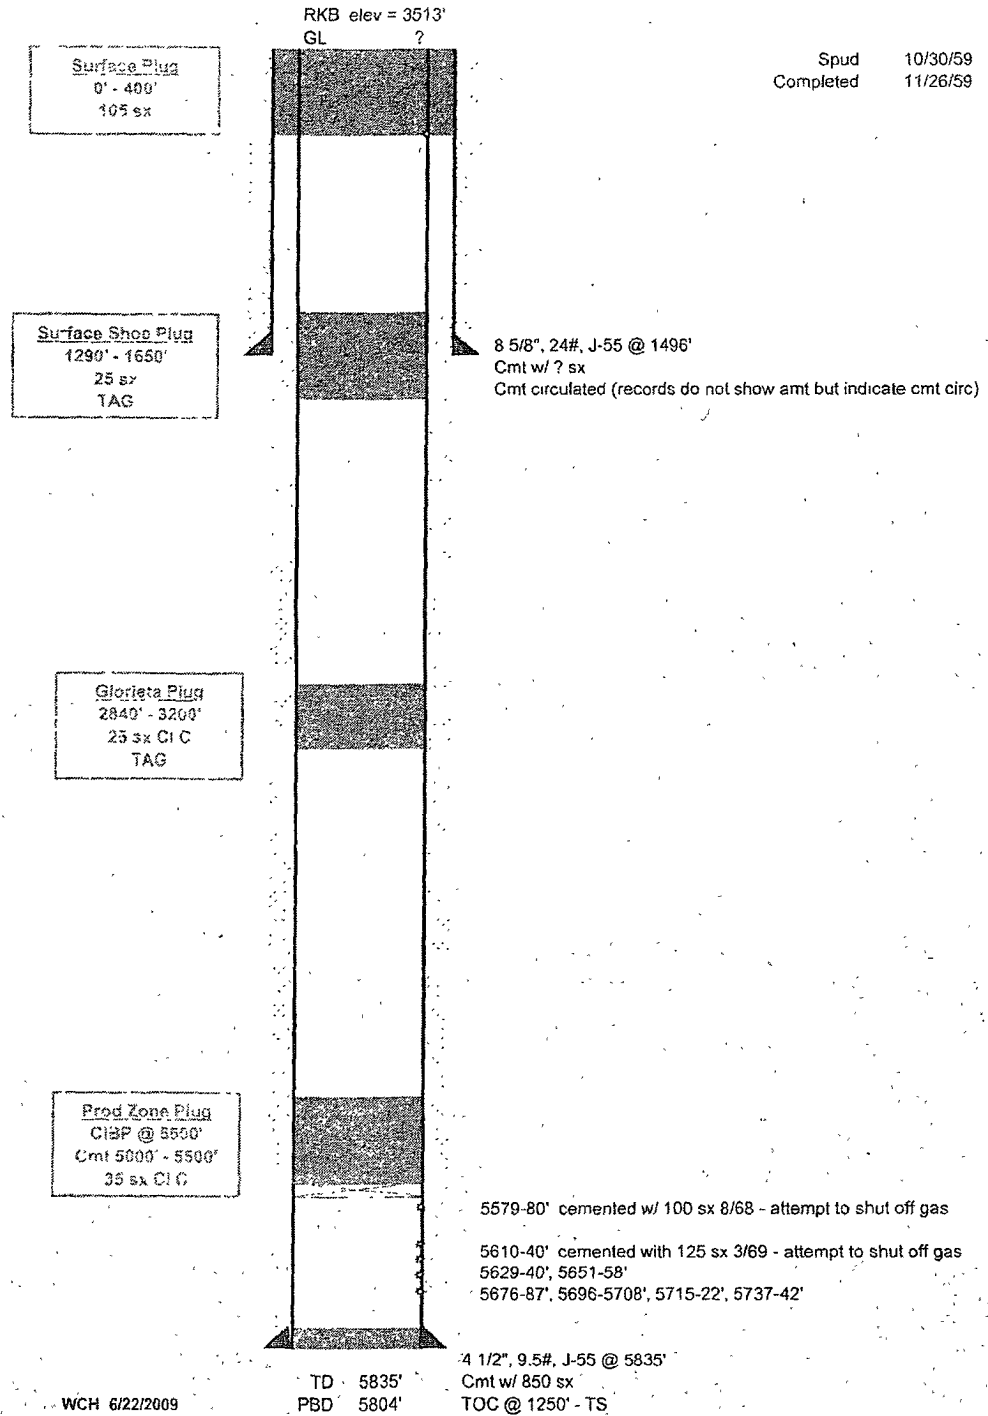 RKB elev = 3513'
GL ?
Spud 10/30/59
Completed 11/26/59
Surface Plug
0' - 400'
105 sx
Surface Shoe Plug
1290' - 1650'
25 sx
TAG
8 5/8", 24#, J-55 @ 1496'
Cmt w/ ? sx
Cmt circulated (records do not show amt but indicate cmt circ)
Glorieta Plug
2840' - 3200'
25 sx Cl C
TAG
Prod Zone Plug
CIBP @ 5500'
Cmt 5000' - 5500'
35 sx Cl C
5579-80' cemented w/ 100 sx 8/68 - attempt to shut off gas
5610-40' cemented with 125 sx 3/69 - attempt to shut off gas
5629-40', 5651-58'
5676-87', 5696-5708', 5715-22', 5737-42'
4 1/2", 9.5#, J-55 @ 5835'
Cmt w/ 850 sx
TOC @ 1250' - TS
TD 5835'
PBD 5804'
WCH 6/22/2009